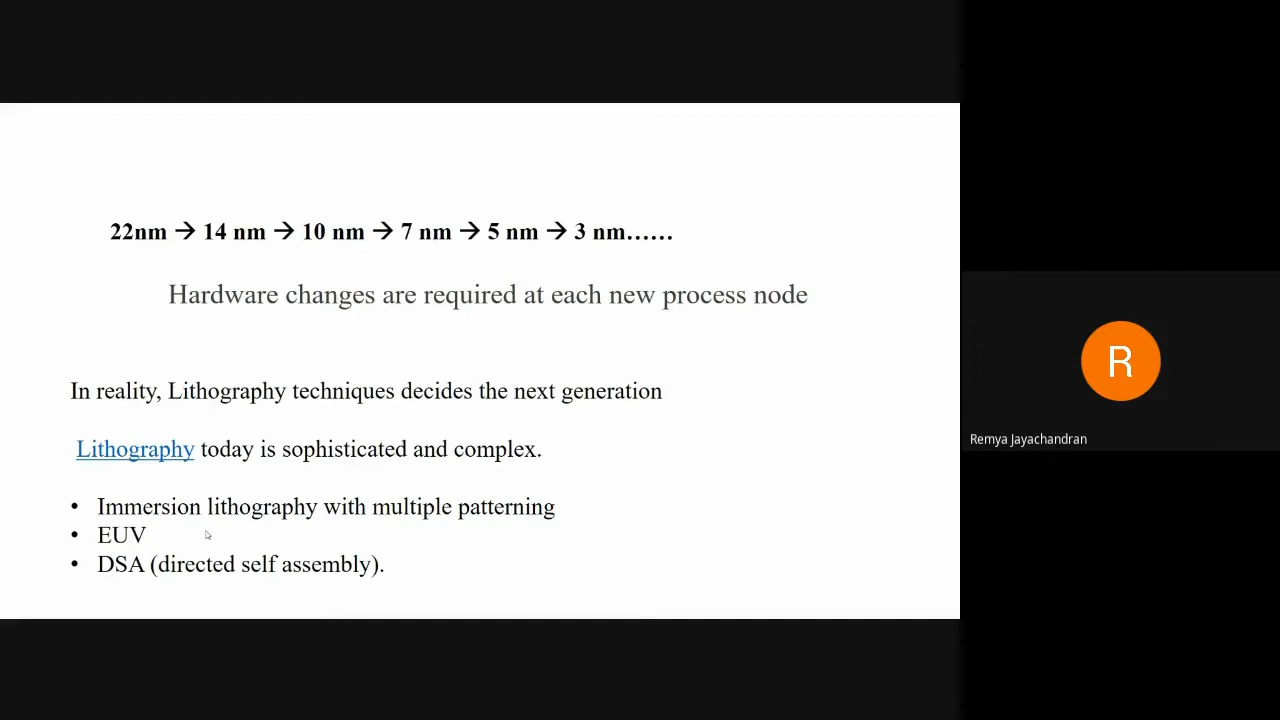 22nm → 14 nm → 10 nm → 7 nm → 5 nm → 3 nm……
Hardware changes are required at each new process node
In reality, Lithography techniques decides the next generation
Lithography today is sophisticated and complex.
• Immersion lithography with multiple patterning
• EUV
• DSA (directed self assembly).
R
Remya Jayachandran